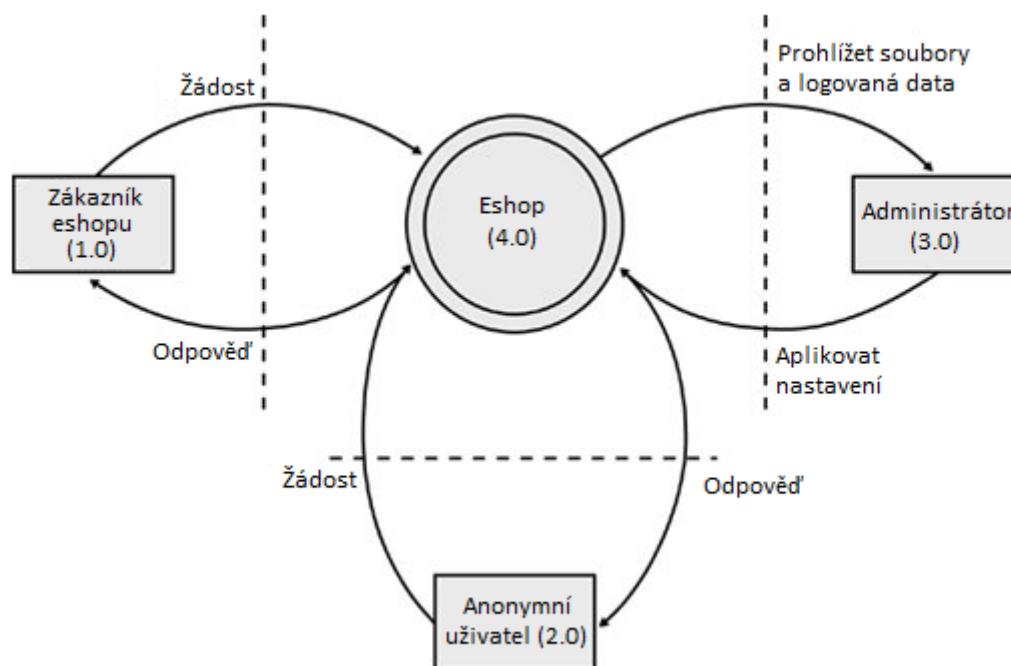 Žádost
Prohlížet soubory
a logovaná data
Zákazník
eshopu
(1.0)
Eshop
(4.0)
Administrátor
(3.0)
Odpověď
Aplikovat
nastavení
Žádost
Odpověď
Anonymní
uživatel (2.0)